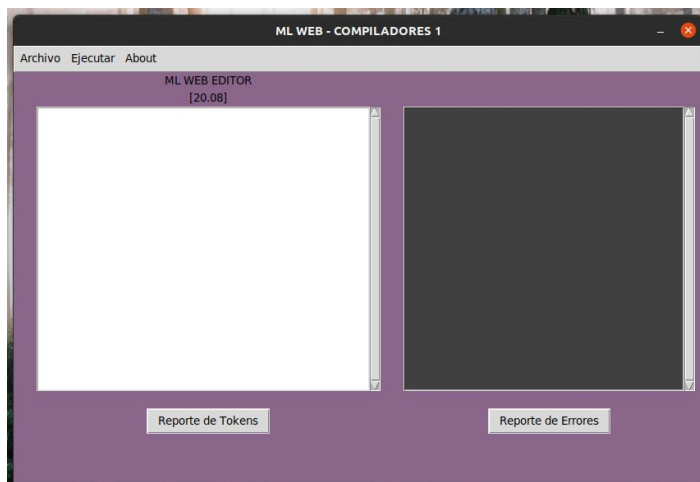 ML WEB - COMPILADORES 1
Archivo Ejecutar About
ML WEB EDITOR
[20.08]
Reporte de Tokens
Reporte de Errores